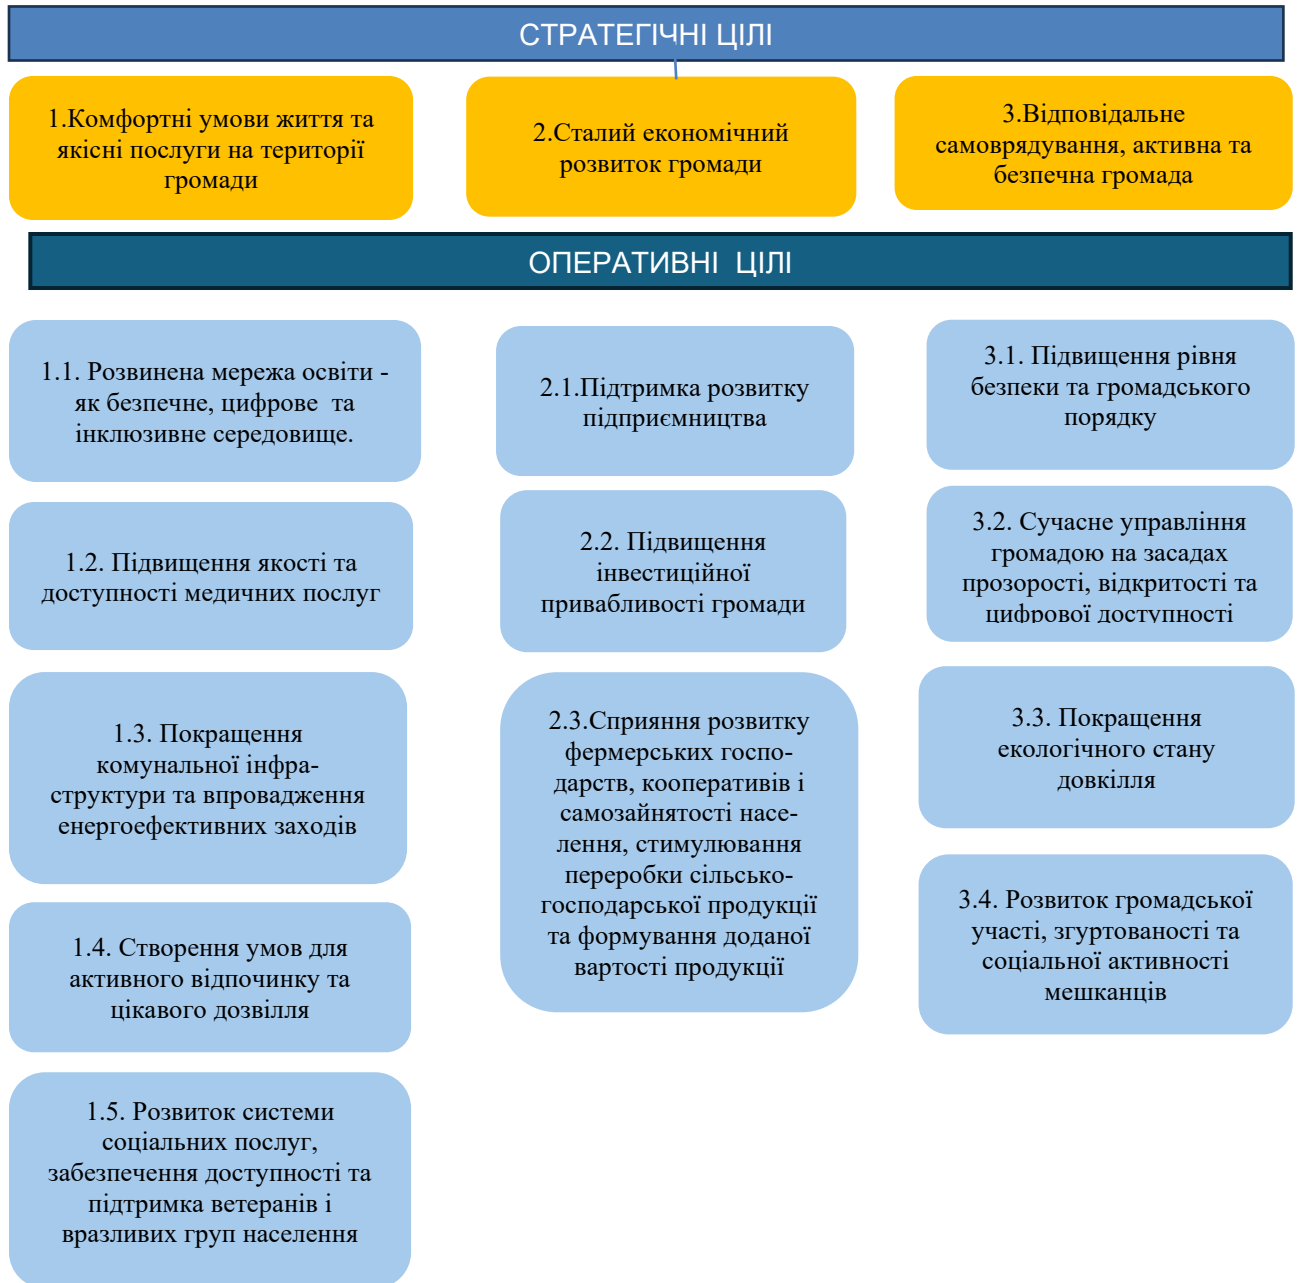 СТРАТЕГІЧНІ ЦІЛІ
1.Комфортні умови життя та
якісні послуги на території
громади
2.Сталий економічний
розвиток громади
3.Відповідальне
самоврядування, активна та
безпечна громада
ОПЕРАТИВНІ ЦІЛІ
1.1. Розвинена мережа освіти -
як безпечне, цифрове та
інклюзивне середовище.
1.2. Підвищення якості та
доступності медичних послуг
1.3. Покращення
комунальної інфра-
структури та впровадження
енергоефективних заходів
1.4. Створення умов для
активного відпочинку та
цікавого дозвілля
1.5. Розвиток системи
соціальних послуг,
забезпечення доступності та
підтримка ветеранів і
вразливих груп населення
2.1.Підтримка розвитку
підприємництва
2.2. Підвищення
інвестиційної
привабливості громади
2.3.Сприяння розвитку
фермерських госпо-
дарств, кооперативів і
самозайнятості насе-
лення, стимулювання
переробки сільсько-
господарської продукції
та формування доданої
вартості продукції
3.1. Підвищення рівня
безпеки та громадського
порядку
3.2. Сучасне управління
громадою на засадах
прозорості, відкритості та
цифрової доступності
3.3. Покращення
екологічного стану
довкілля
3.4. Розвиток громадської
участі, згуртованості та
соціальної активності
мешканців